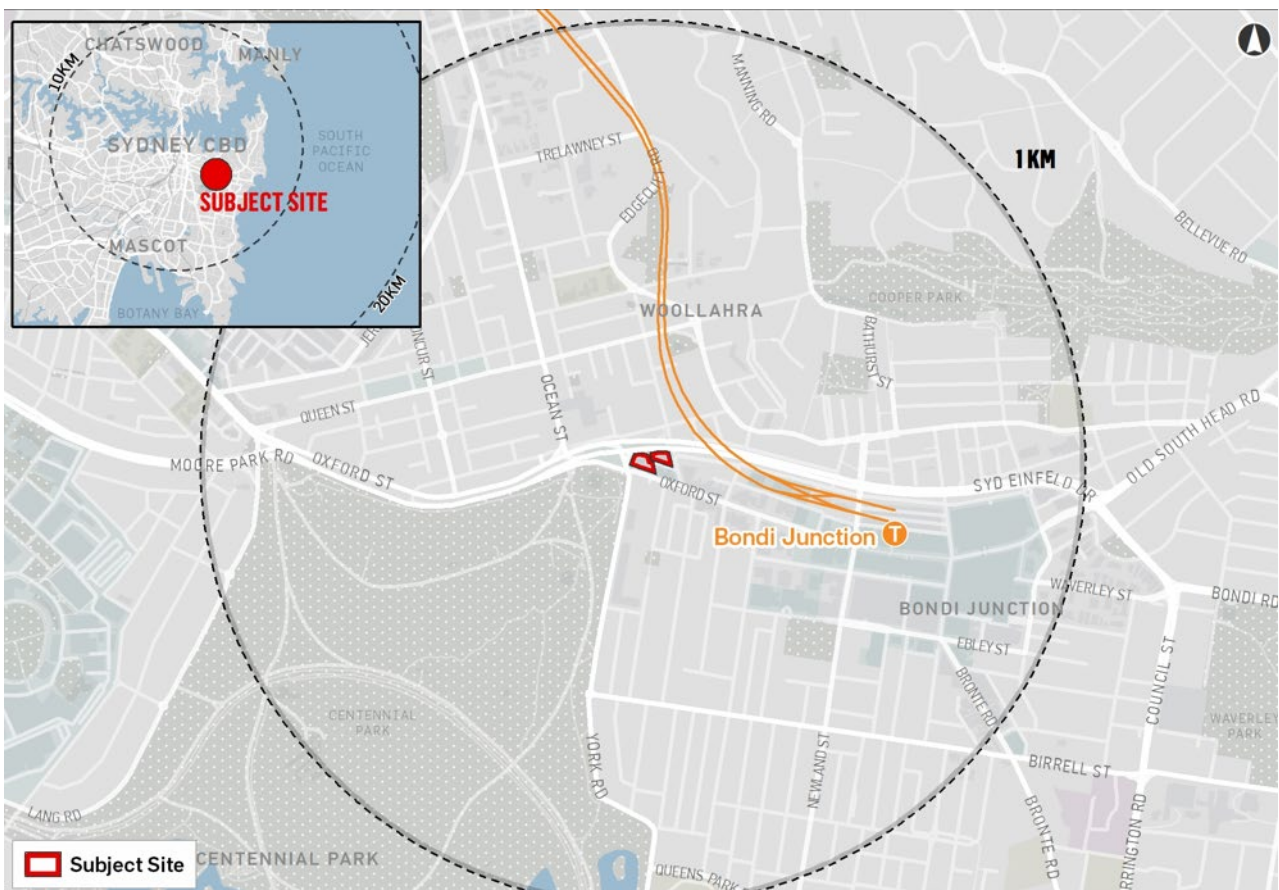 CHATSWOOD
MANLY
10KM
SYDNEY CBD
SOUTH
PACIFIC
OCEAN
SUBJECT SITE
MASCOT
20KM
BOTANY BAY
MANNING RD
1 KM
TRELAWNEY ST
BELLEVUE RD
WOOLLAHRA
COOPER PARK
BATHURST ST
OCEAN ST
QUEEN ST
OLD SOUTH HEAD RD
MOORE PARK RD
OXFORD ST
OXFORD ST
SYD EINFELD DR
Bondi Junction
T
WAVERLEY ST
BONDI RD
BONDI JUNCTION
EBLEY ST
COUNCIL ST
BRONTE RD
CENTENNIAL
PARK
WAVERLEY
PARK
YORK RD
NEWLAND ST
BIRRELL ST
LANG RD
BRONTE RD
RRINGTON RD
Subject Site
CENTENNIAL PARK
QUEENS PARK